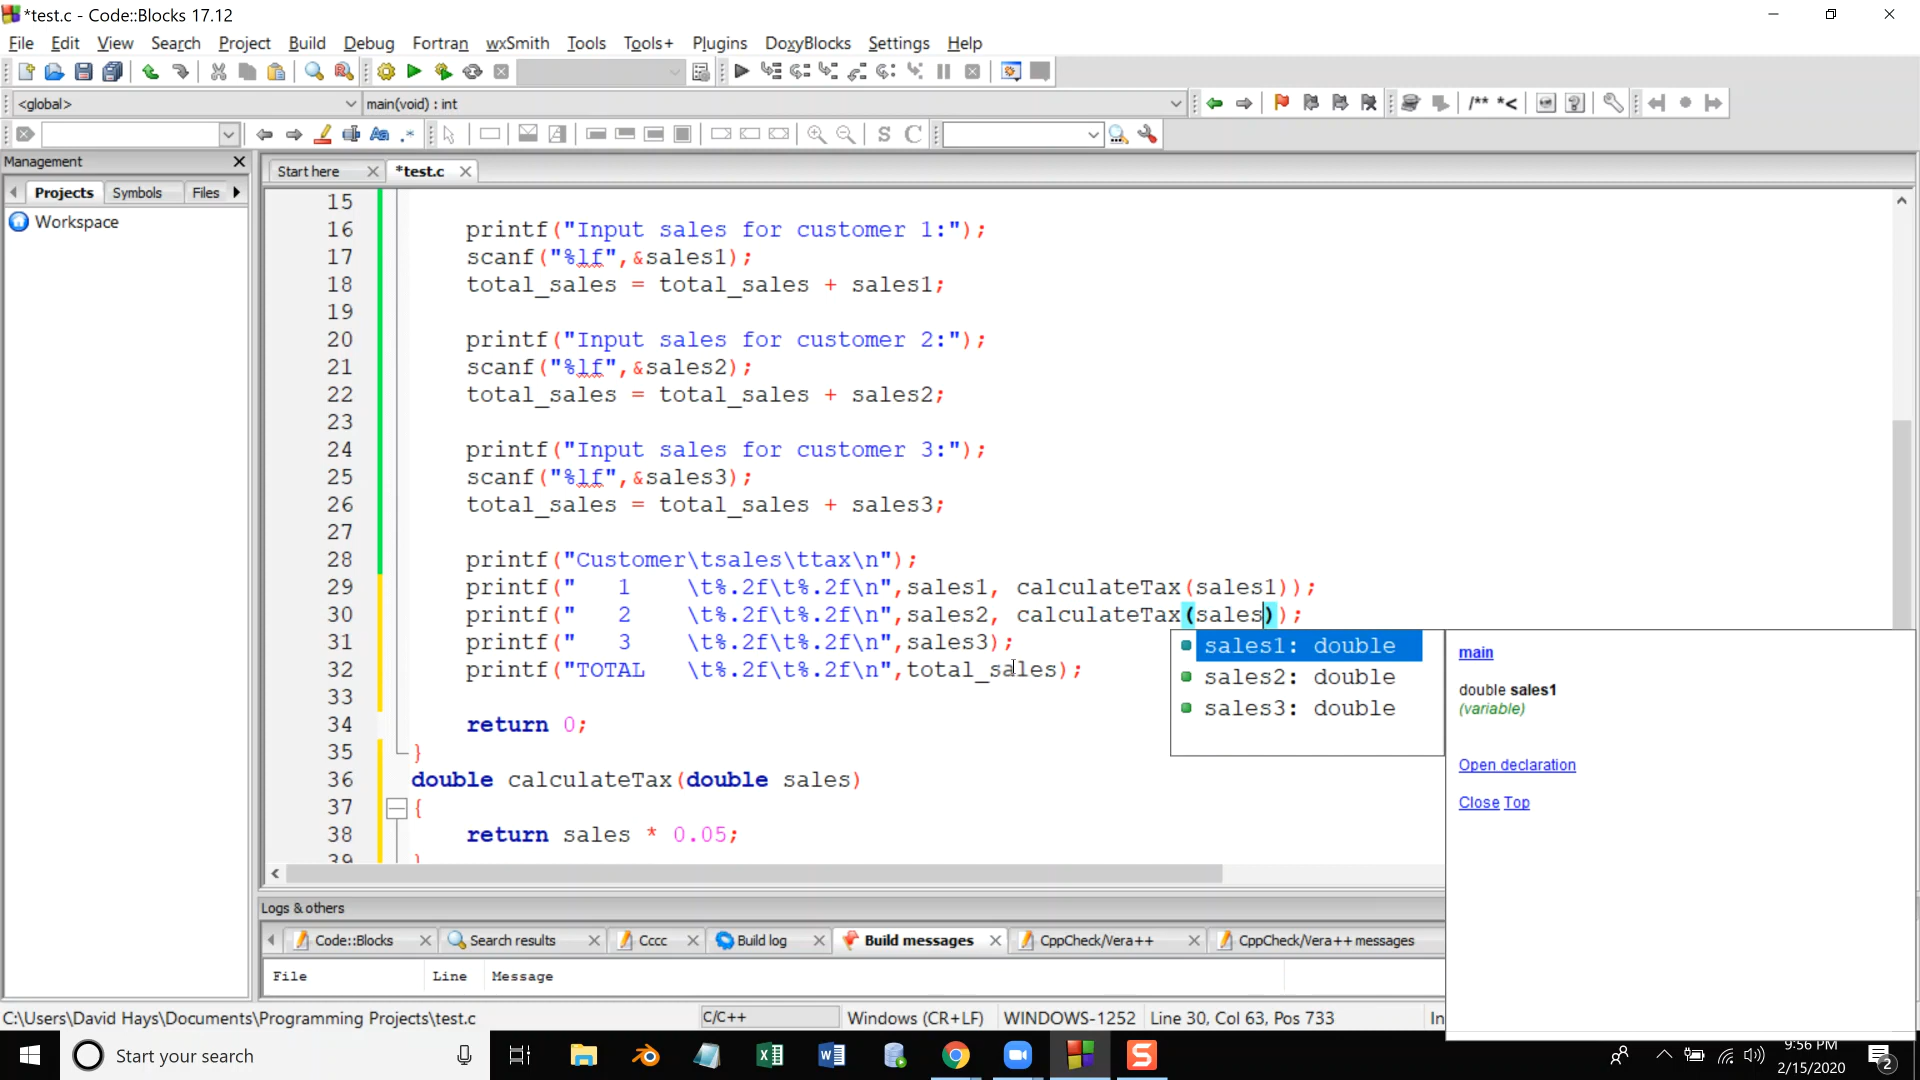 *test.c - Code::Blocks 17.12
File Edit View Search Project Build Debug Fortran wxSmith Tools Tools+ Plugins DoxyBlocks Settings Help
<global> main(void) : int /** *<
Aa .* S C
Management
Projects Symbols Files
Workspace
Start here *test.c
15
16 printf("Input sales for customer 1:");
17 scanf("%lf",&sales1);
18 total_sales = total_sales + sales1;
19
20 printf("Input sales for customer 2:");
21 scanf("%lf",&sales2);
22 total_sales = total_sales + sales2;
23
24 printf("Input sales for customer 3:");
25 scanf("%lf",&sales3);
26 total_sales = total_sales + sales3;
27
28 printf("Customer\tsales\ttax\n");
29 printf("   1    \t%.2f\t%.2f\n",sales1, calculateTax(sales1));
30 printf("   2    \t%.2f\t%.2f\n",sales2, calculateTax(sales));
31 printf("   3    \t%.2f\t%.2f\n",sales3);
32 printf("TOTAL   \t%.2f\t%.2f\n",total_sales);
33
34 return 0;
35 }
36 double calculateTax(double sales)
37 {
38 return sales * 0.05;
39 }
sales1: double
sales2: double
sales3: double
main
double sales1
(variable)
Open declaration
Close Top
Logs & others
Code::Blocks Search results Cccc Build log Build messages CppCheck/Vera++ CppCheck/Vera++ messages
File Line Message
C:\Users\David Hays\Documents\Programming Projects\test.c C/C++ Windows (CR+LF) WINDOWS-1252 Line 30, Col 63, Pos 733 In
Start your search
9:56 PM
2/15/2020
2